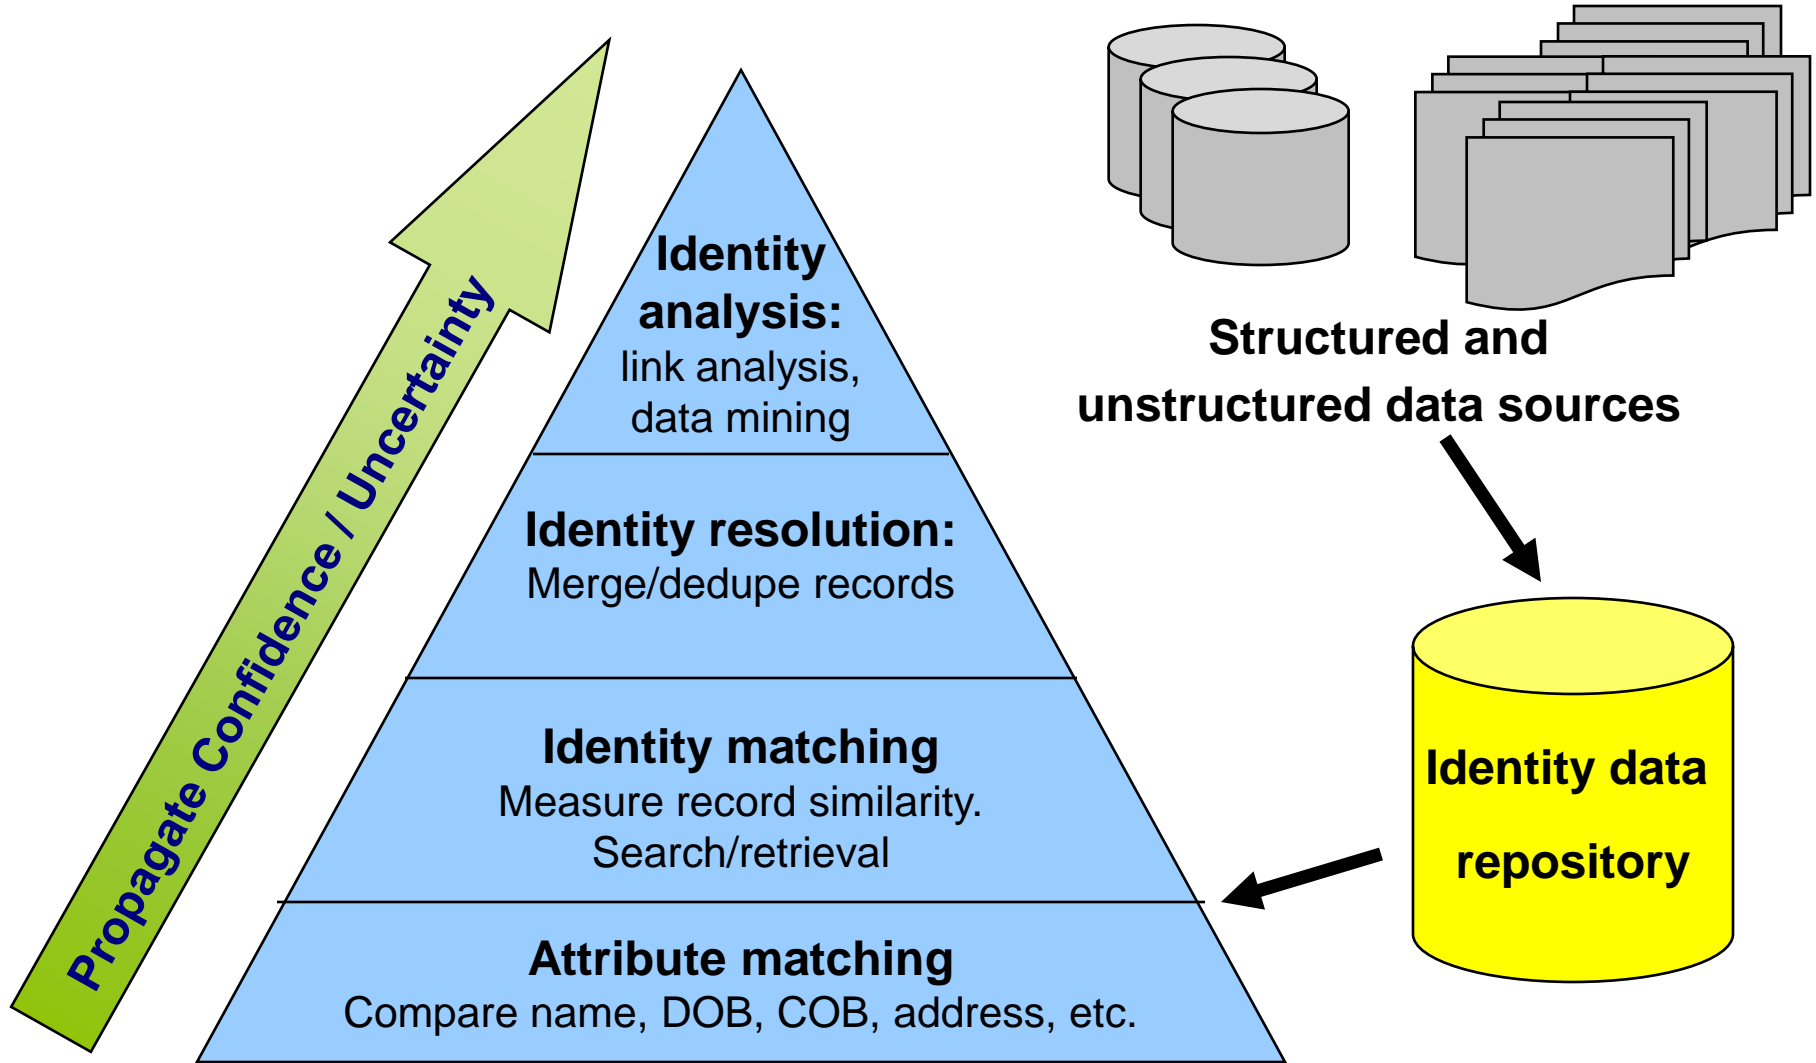 Propagate Confidence / Uncertainty
Identity
analysis:
link analysis,
data mining
Identity resolution:
Merge/dedupe records
Identity matching
Measure record similarity.
Search/retrieval
Attribute matching
Compare name, DOB, COB, address, etc.
Structured and
unstructured data sources
Identity data
repository